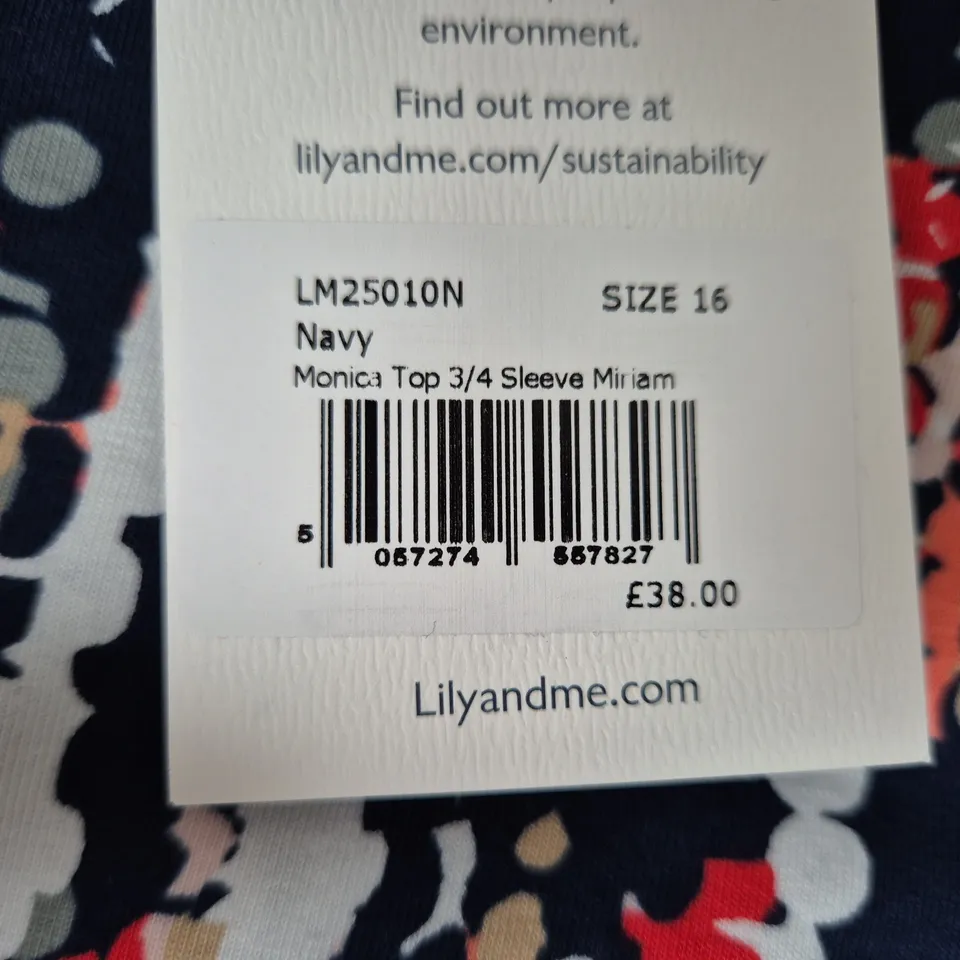 environment.
Find out more at
lilyandme.com/sustainability
LM25010N SIZE 16
Navy
Monica Top 3/4 Sleeve Miriam
5 057274 557827
£38.00
Lilyandme.com